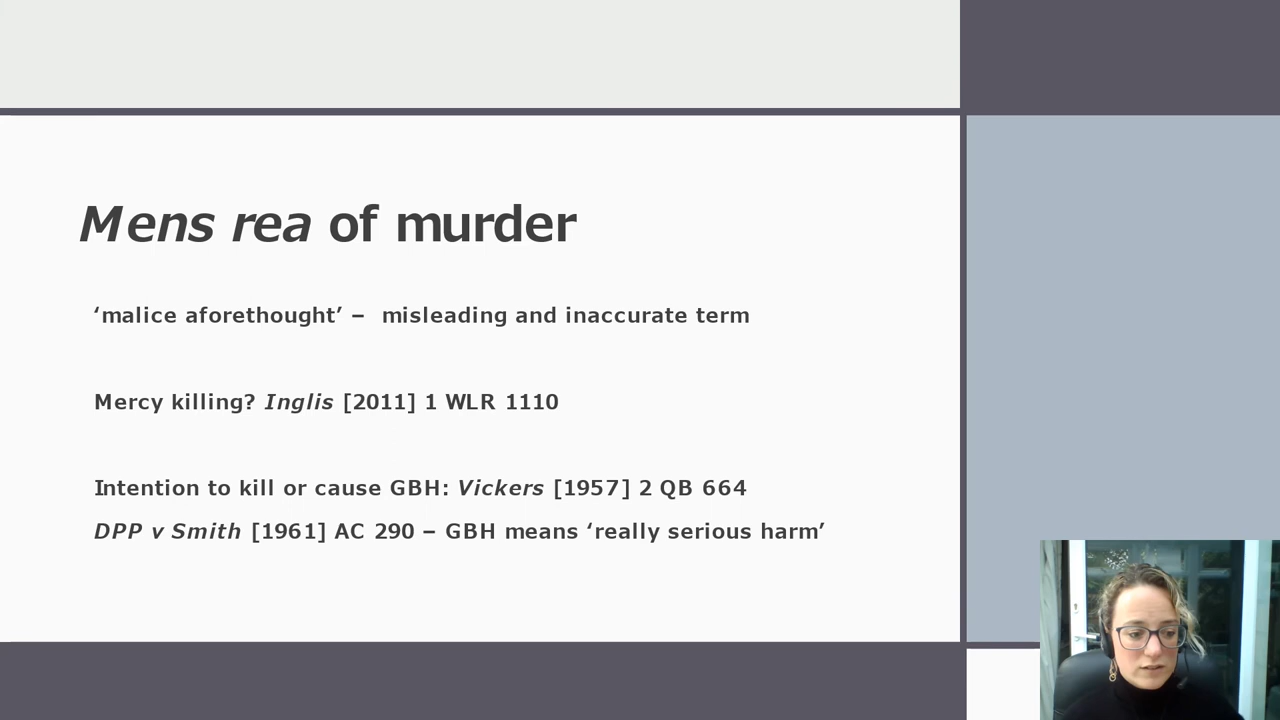 Mens rea of murder
‘malice aforethought’ – misleading and inaccurate term
Mercy killing? Inglis [2011] 1 WLR 1110
Intention to kill or cause GBH: Vickers [1957] 2 QB 664
DPP v Smith [1961] AC 290 – GBH means ‘really serious harm’